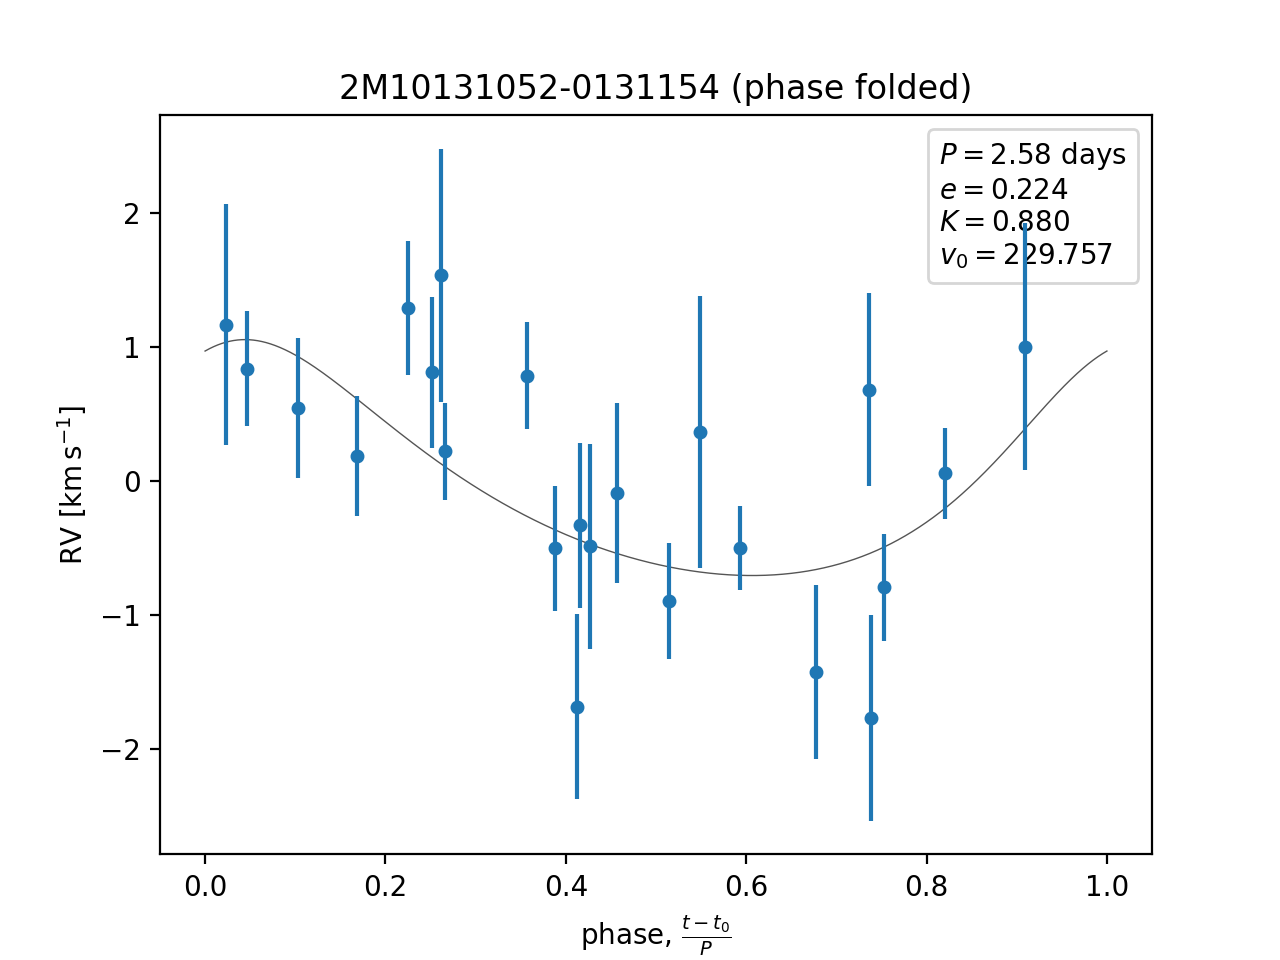 2M10131052-0131154 (phase folded)
P = 2.58 days
e = 0.224
K = 0.880
v₀ = 229.757
RV [km s⁻¹]
2
1
0
−1
−2
0.0 0.2 0.4 0.6 0.8 1.0
phase, (t − t₀)/P